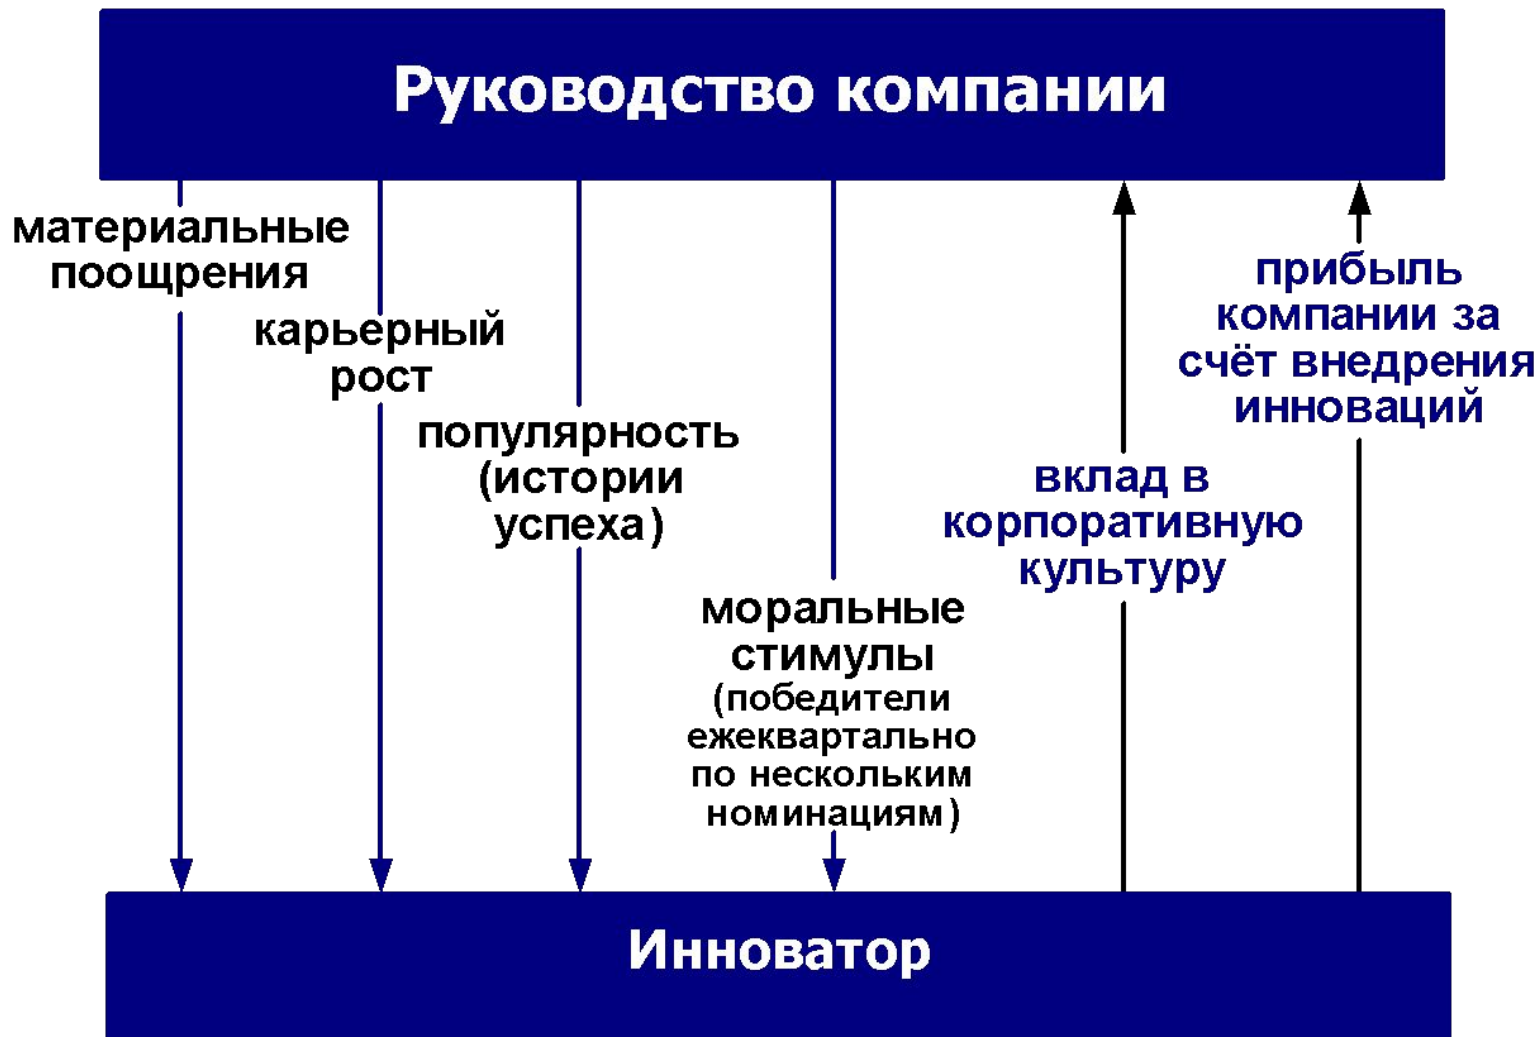 Руководство компании
материальные
поощрения
карьерный
рост
популярность
(истории
успеха)
моральные
стимулы
(победители
ежеквартально
по нескольким
номинациям)
вклад в
корпоративную
культуру
прибыль
компании за
счёт внедрения
инноваций
Инноватор